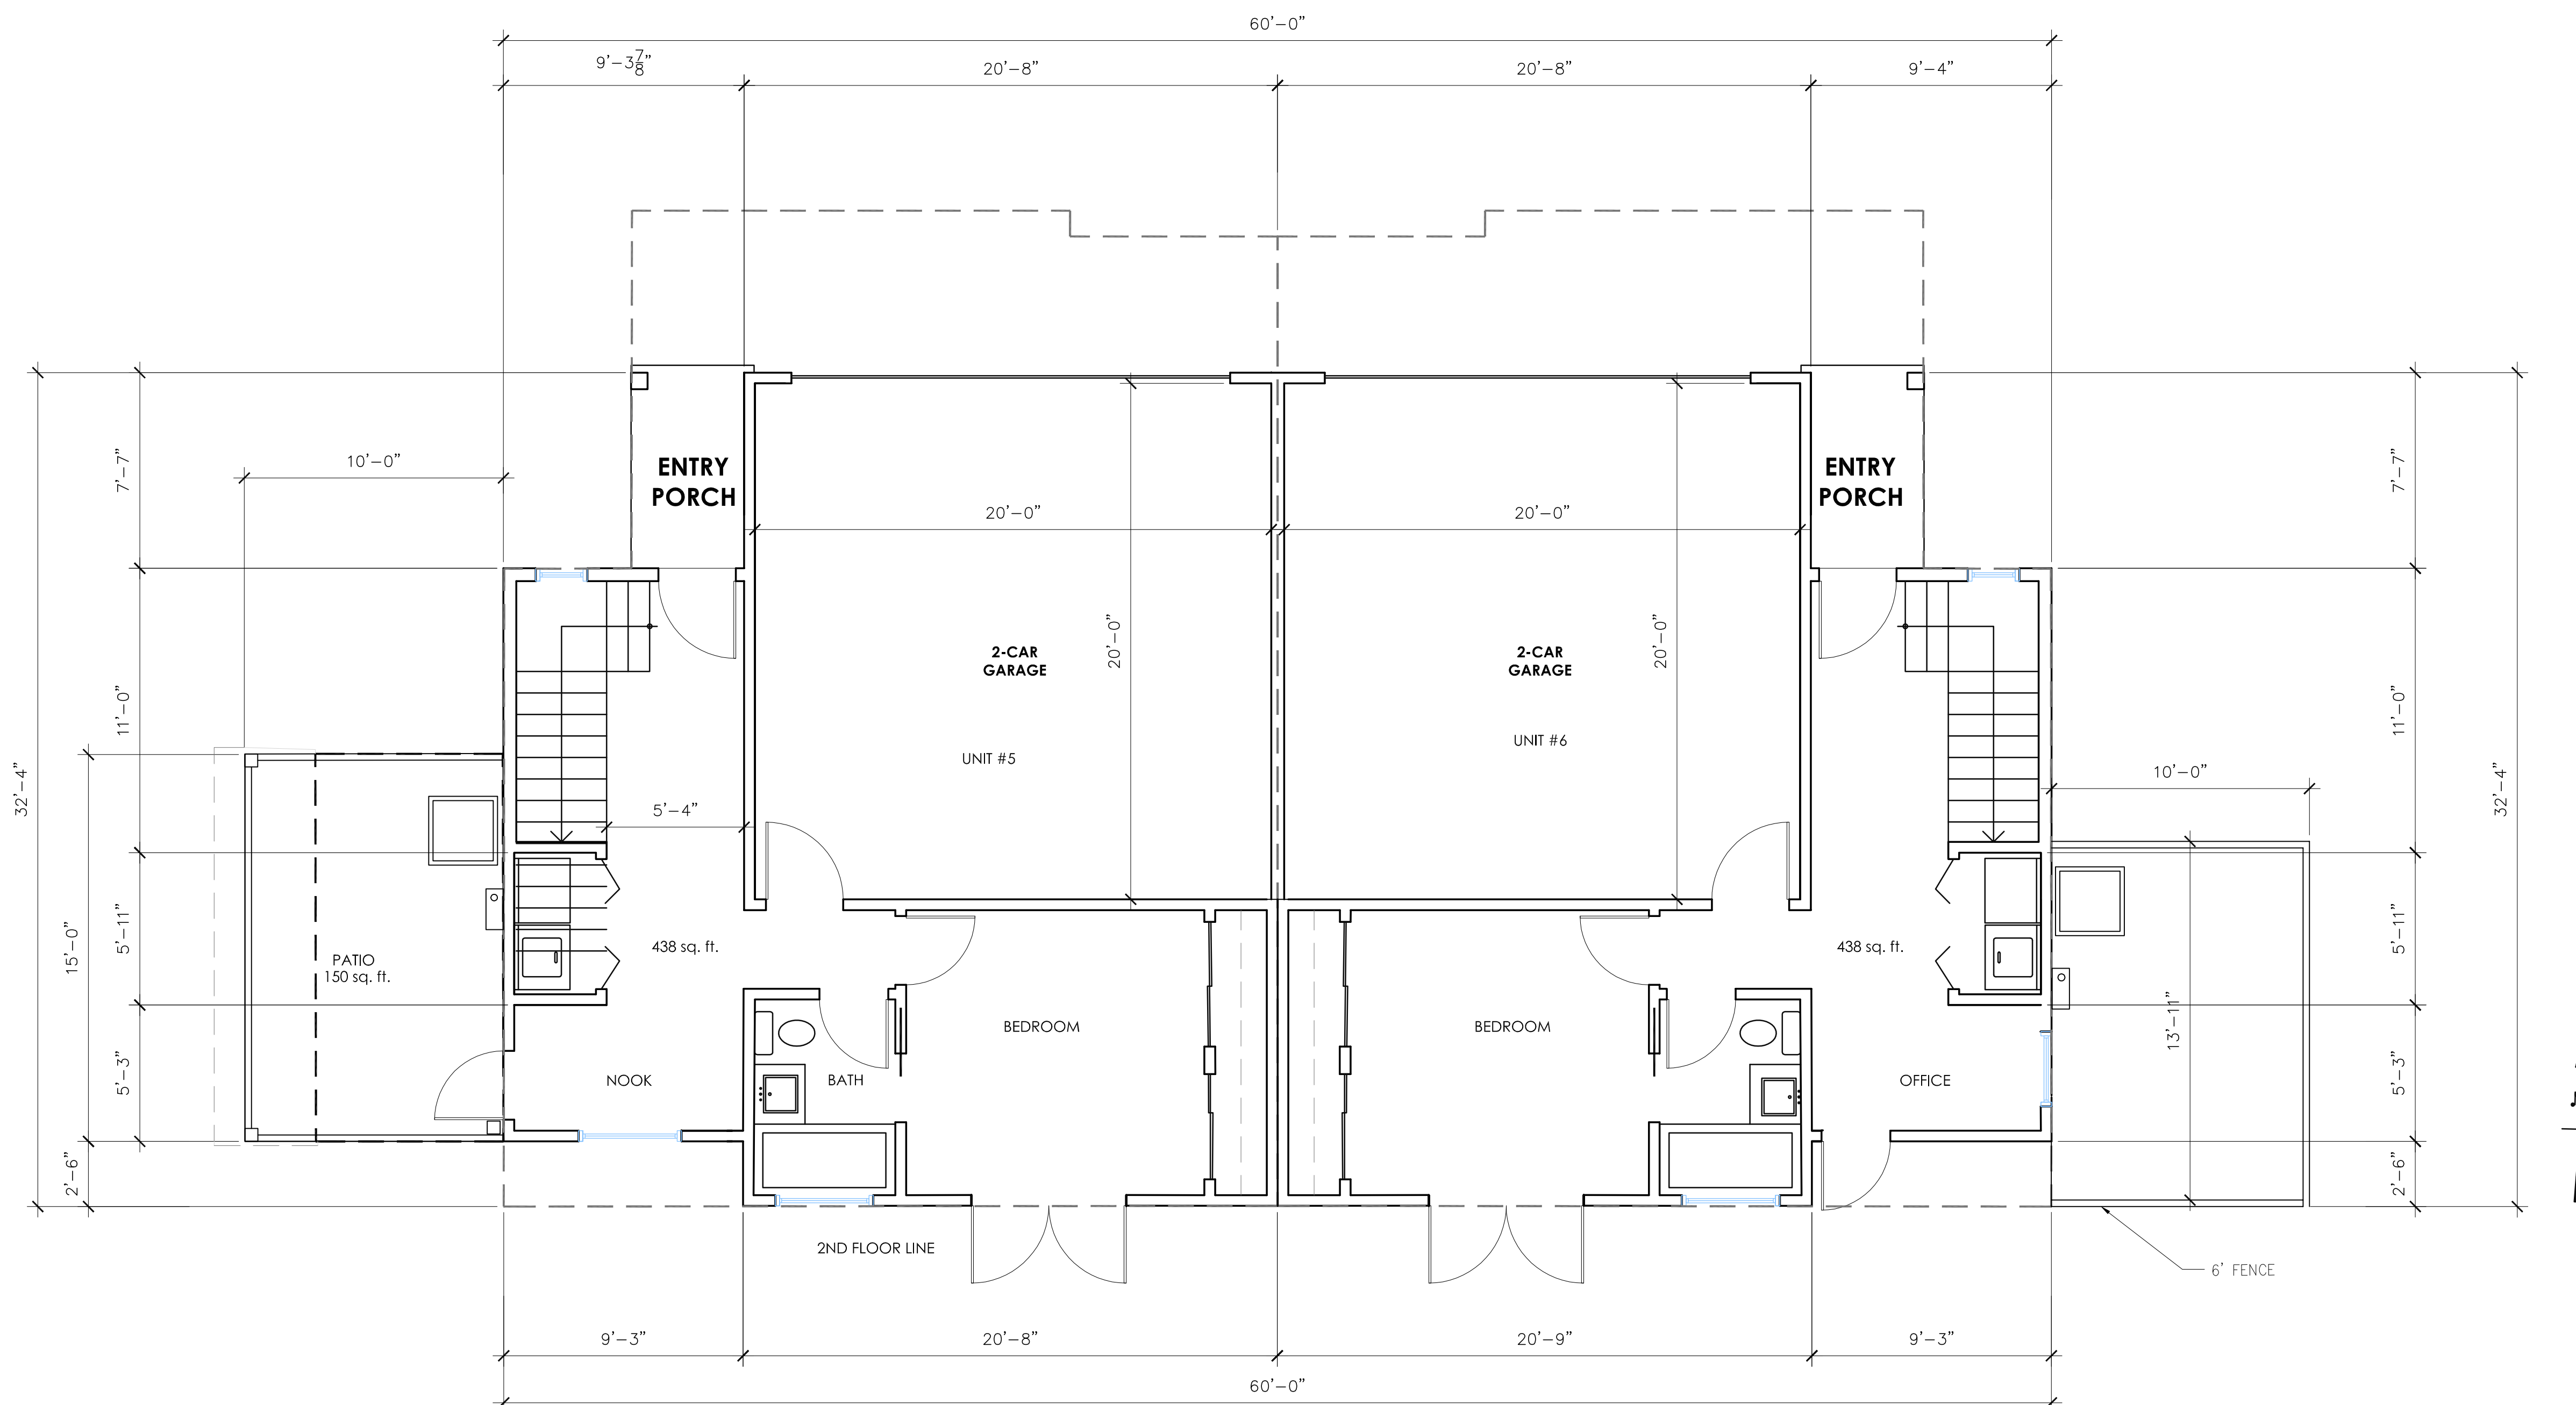 60'-0"
9'-3 7/8"
20'-8"
20'-8"
9'-4"
ENTRY
PORCH
ENTRY
PORCH
10'-0"
7'-7"
7'-7"
20'-0"
20'-0"
20'-0"
20'-0"
2-CAR
GARAGE
2-CAR
GARAGE
UNIT #5
UNIT #6
11'-0"
11'-0"
32'-4"
32'-4"
10'-0"
5'-4"
5'-11"
5'-11"
15'-0"
438 sq. ft.
438 sq. ft.
PATIO
150 sq. ft.
13'-11"
BEDROOM
BEDROOM
NOOK
BATH
OFFICE
5'-3"
5'-3"
2'-6"
2'-6"
2ND FLOOR LINE
6' FENCE
9'-3"
20'-8"
20'-9"
9'-3"
60'-0"